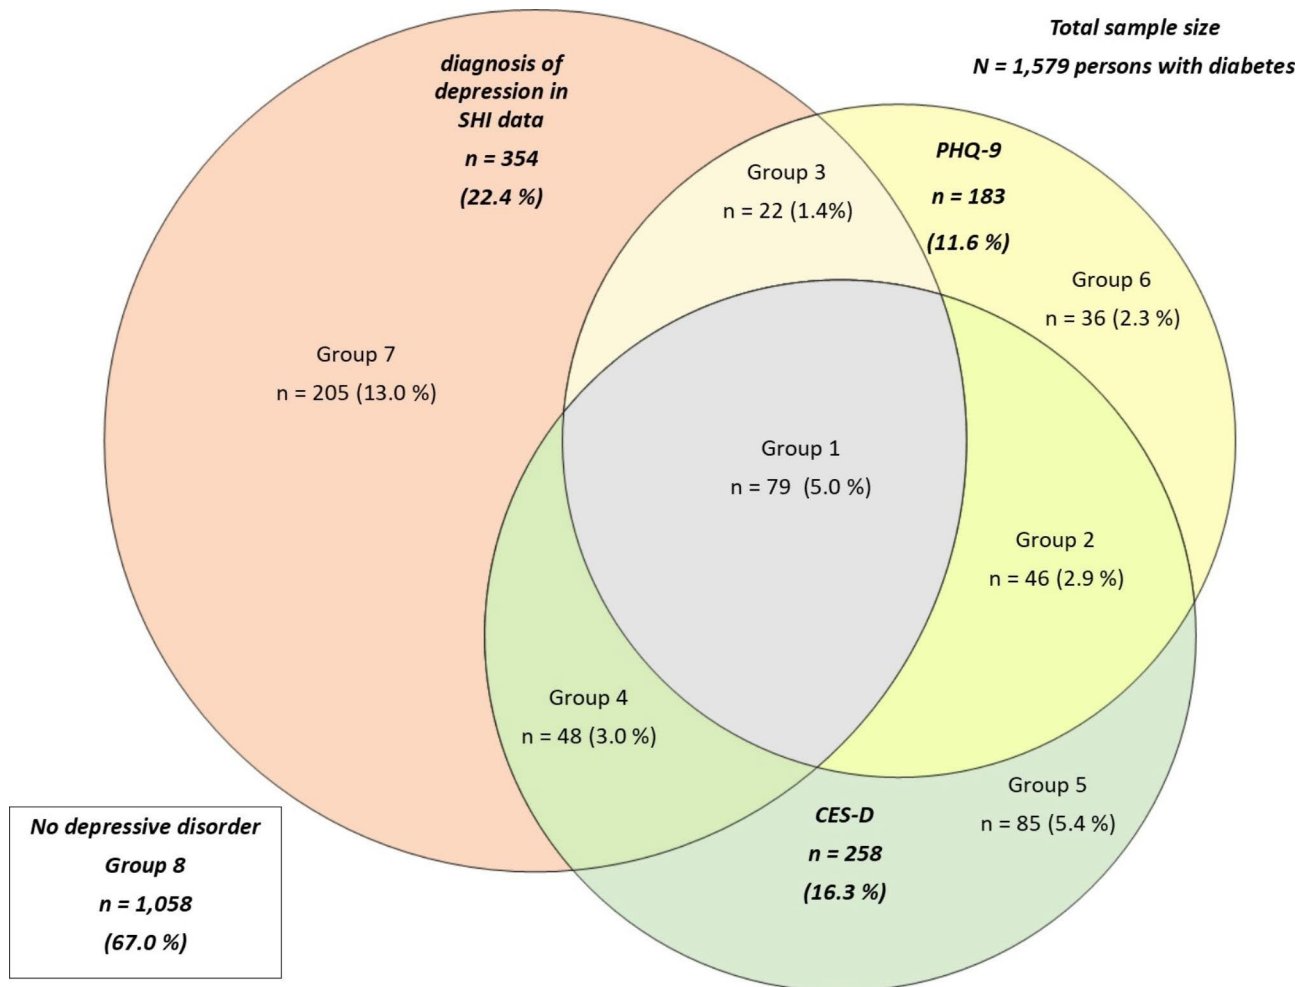 Total sample size
N = 1,579 persons with diabetes
diagnosis of
depression in
SHI data
n = 354
(22.4 %)
PHQ-9
n = 183
(11.6 %)
Group 3
n = 22 (1.4%)
Group 6
n = 36 (2.3 %)
Group 7
n = 205 (13.0 %)
Group 1
n = 79  (5.0 %)
Group 2
n = 46 (2.9 %)
Group 4
n = 48 (3.0 %)
Group 5
n = 85 (5.4 %)
CES-D
n = 258
(16.3 %)
No depressive disorder
Group 8
n = 1,058
(67.0 %)